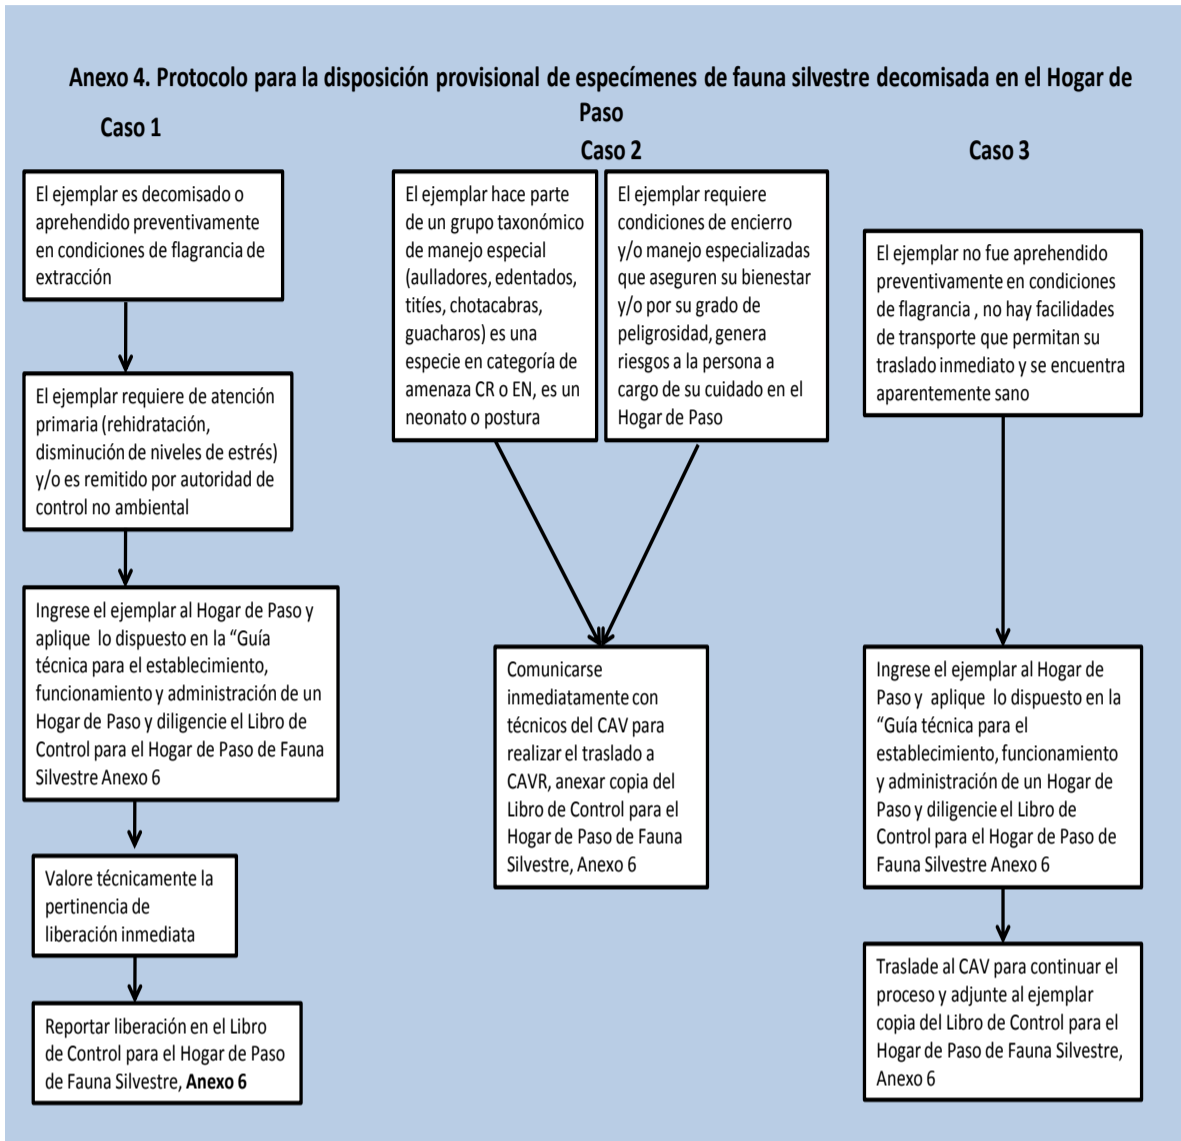 Anexo 4. Protocolo para la disposición provisional de especímenes de fauna silvestre decomisada en el Hogar de
Paso
Caso 1
El ejemplar es decomisado o
aprehendido preventivamente
en condiciones de flagrancia de
extracción
El ejemplar requiere de atención
primaria (rehidratación,
disminución de niveles de estrés)
y/o es remitido por autoridad de
control no ambiental
Ingrese el ejemplar al Hogar de Paso y
aplique lo dispuesto en la “Guía
técnica para el establecimiento,
funcionamiento y administración de un
Hogar de Paso y diligencie el Libro de
Control para el Hogar de Paso de Fauna
Silvestre Anexo 6
Valore técnicamente la
pertinencia de
liberación inmediata
Reportar liberación en el Libro
de Control para el Hogar de Paso
de Fauna Silvestre, Anexo 6
Caso 2
El ejemplar hace parte
de un grupo taxonómico
de manejo especial
(aulladores, edentados,
titíes, chotacabras,
guacharos) es una
especie en categoría de
amenaza CR o EN, es un
neonato o postura
El ejemplar requiere
condiciones de encierro
y/o manejo especializadas
que aseguren su bienestar
y/o por su grado de
peligrosidad, genera
riesgos a la persona a
cargo de su cuidado en el
Hogar de Paso
Comunicarse
inmediatamente con
técnicos del CAV para
realizar el traslado a
CAVR, anexar copia del
Libro de Control para el
Hogar de Paso de Fauna
Silvestre, Anexo 6
Caso 3
El ejemplar no fue aprehendido
preventivamente en condiciones
de flagrancia , no hay facilidades
de transporte que permitan su
traslado inmediato y se encuentra
aparentemente sano
Ingrese el ejemplar al Hogar de
Paso y aplique lo dispuesto en la
“Guía técnica para el
establecimiento, funcionamiento
y administración de un Hogar de
Paso y diligencie el Libro de
Control para el Hogar de Paso de
Fauna Silvestre Anexo 6
Traslade al CAV para continuar el
proceso y adjunte al ejemplar
copia del Libro de Control para el
Hogar de Paso de Fauna Silvestre,
Anexo 6